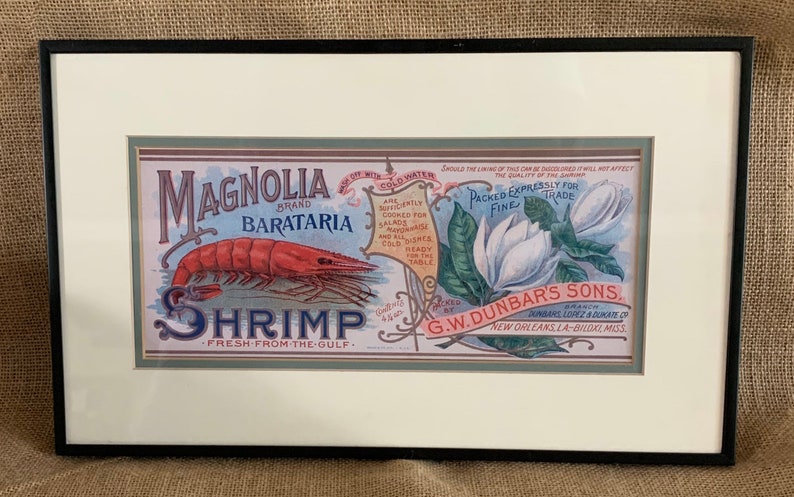 MAGNOLIA
BRAND
BARATARIA
SHRIMP
· FRESH · FROM · THE · GULF ·
WASH OFF WITH COLD WATER
ARE
SUFFICIENTLY
COOKED FOR
SALADS,
MAYONNAISE
AND ALL
COLD DISHES.
READY
FOR THE
TABLE
CONTENTS
4¼ OZS.
SHOULD THE LINING OF THIS CAN BE DISCOLORED IT WILL NOT AFFECT
THE QUALITY OF THE SHRIMP.
PACKED EXPRESSLY FOR
FINE TRADE
PACKED
BY
G.W. DUNBAR'S SONS.
BRANCH
DUNBARS, LOPEZ & DUKATE CO
NEW ORLEANS, LA-BILOXI, MISS.